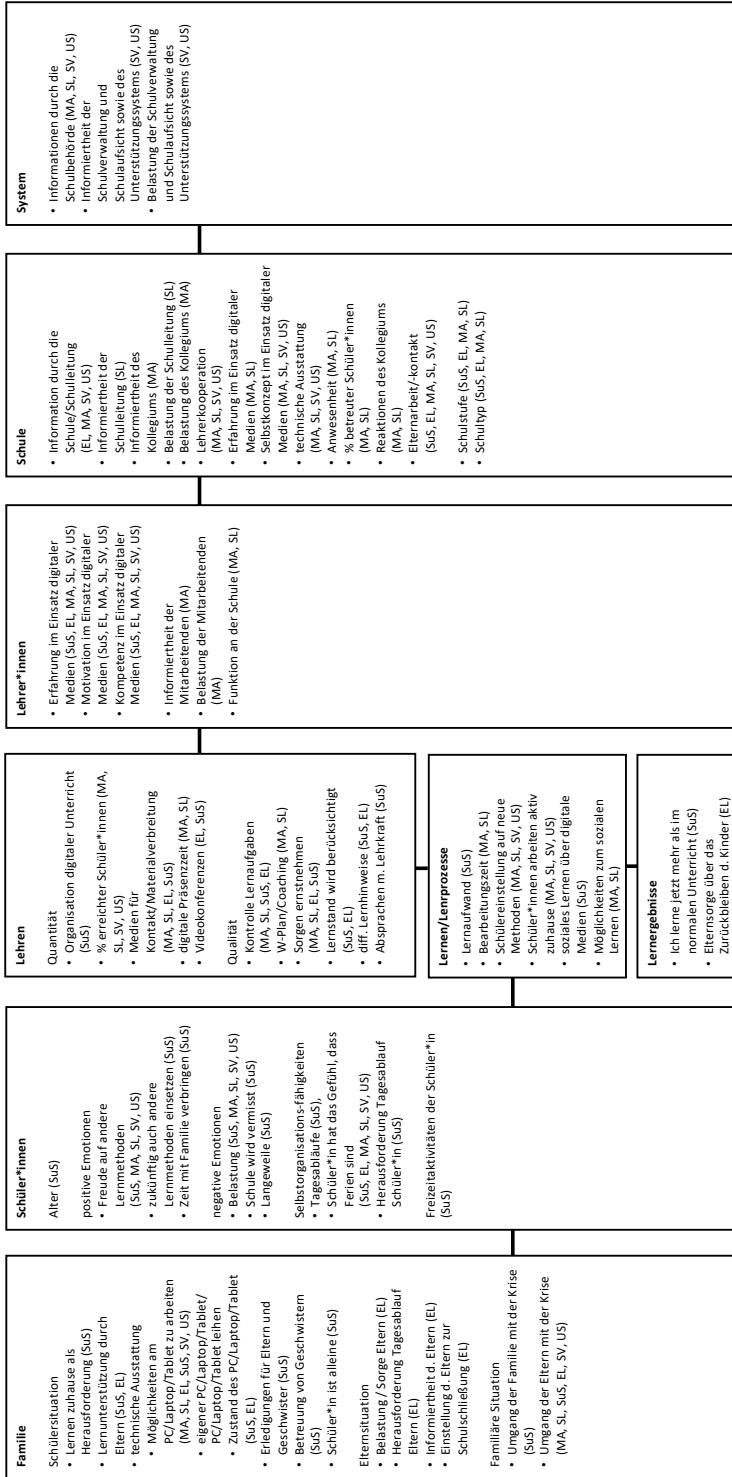 Familie
Schülersituation
• Lernen zuhause als
Herausforderung (SuS)
• Lernunterstützung durch
Eltern (SuS, EL)
• technische Ausstattung
• Möglichkeiten am
PC/Laptop/Tablet zu arbeiten
(MA, SL, EL, SuS, SV, US)
• eigener PC/Laptop/Tablet/
PC/Laptop/Tablet leihen
• Zustand des PC/Laptop/Tablet
(SuS, EL)
• Erledigungen für Eltern und
Geschwister (SuS)
• Betreuung von Geschwistern
(SuS)
• Schüler*in ist alleine (SuS)
Elternsituation
• Belastung / Sorge Eltern (EL)
• Herausforderung Tagesablauf
Eltern (EL)
• Informiertheit d. Eltern (EL)
• Einstellung d. Eltern zur
Schulschließung (EL)
Familiäre Situation
• Umgang der Familie mit der Krise
(SuS)
• Umgang der Eltern mit der Krise
(MA, SL, SuS, EL, SV, US)
Schüler*innen
Alter (SuS)
positive Emotionen
• Freude auf andere
Lernmethoden
(SuS, MA, SL, SV, US)
• zukünftig auch andere
Lernmethoden einsetzen (SuS)
• Zeit mit Familie verbringen (SuS)
negative Emotionen
• Belastung (SuS, MA, SL, SV, US)
• Schule wird vermisst (SuS)
• Langeweile (SuS)
Selbstorganisations-fähigkeiten
• Tagesabläufe (SuS),
• Schüler*in hat das Gefühl, dass
Ferien sind
(SuS, EL, MA, SL, SV, US)
• Herausforderung Tagesablauf
Schüler*in (SuS)
Freizeitaktivitäten der Schüler*in
(SuS)
Lehren
Quantität
• Organisation digitaler Unterricht
(SuS)
• % erreichter Schüler*innen (MA,
SL, SV, US)
• Medien für
Kontakt/Materialverbreitung
(MA, SL, EL, SuS)
• digitale Präsenzzeit (MA, SL)
• Videokonferenzen (EL, SuS)
Qualität
• Kontrolle Lernaufgaben
(MA, SL, SuS, EL)
• W-Plan/Coaching (MA, SL)
• Sorgen ernstnehmen
(MA, SL, EL, SuS)
• Lernstand wird berücksichtigt
(SuS, EL)
• diff. Lernhinweise (SuS, EL)
• Absprachen m. Lehrkraft (SuS)
Lernen/Lehrprozesse
• Lernaufwand (SuS)
• Bearbeitungszeit (MA, SL)
• Schülereinstellung auf neue
Methoden (MA, SL, SV, US)
• Schüler*innen arbeiten aktiv
zuhause (MA, SL, SV, US)
• soziales Lernen über digitale
Medien (SuS)
• Möglichkeiten zum sozialen
Lernen (MA, SL)
Lernergebnisse
• Ich lerne jetzt mehr als im
normalen Unterricht (SuS)
• Elternsorge über das
Zurückbleiben d. Kinder (EL)
Lehrer*innen
• Erfahrung im Einsatz digitaler
Medien (SuS, EL, MA, SL, SV, US)
• Motivation im Einsatz digitaler
Medien (SuS, EL, MA, SL, SV, US)
• Kompetenz im Einsatz digitaler
Medien (SuS, EL, MA, SL, SV, US)
• Informiertheit der
Mitarbeitenden (MA)
• Belastung der Mitarbeitenden
(MA)
• Funktion an der Schule (MA, SL)
Schule
• Information durch die
Schule/Schulleitung
(EL, MA, SV, US)
• Informiertheit der
Schulleitung (SL)
• Informiertheit des
Kollegiums (MA)
• Belastung der Schulleitung (SL)
• Belastung des Kollegiums (MA)
• Lehrerkooperation
(MA, SL, SV, US)
• Erfahrung im Einsatz digitaler
Medien (MA, SL)
• Selbstkonzept im Einsatz digitaler
Medien (MA, SL, SV, US)
• technische Ausstattung
(MA, SL, SV, US)
• Anwesenheit (MA, SL)
• % betreuter Schüler*innen
(MA, SL)
• Reaktionen des Kollegiums
(MA, SL)
• Elternarbeit/-kontakt
(SuS, EL, MA, SL, SV, US)
• Schulstufe (SuS, EL, MA, SL)
• Schultyp (SuS, EL, MA, SL)
System
• Informationen durch die
Schulbehörde (MA, SL, SV, US)
• Informiertheit der
Schulverwaltung und
Schulaufsicht sowie des
Unterstützungssystems (SV, US)
• Belastung der Schulverwaltung
und Schulaufsicht sowie des
Unterstützungssystems (SV, US)